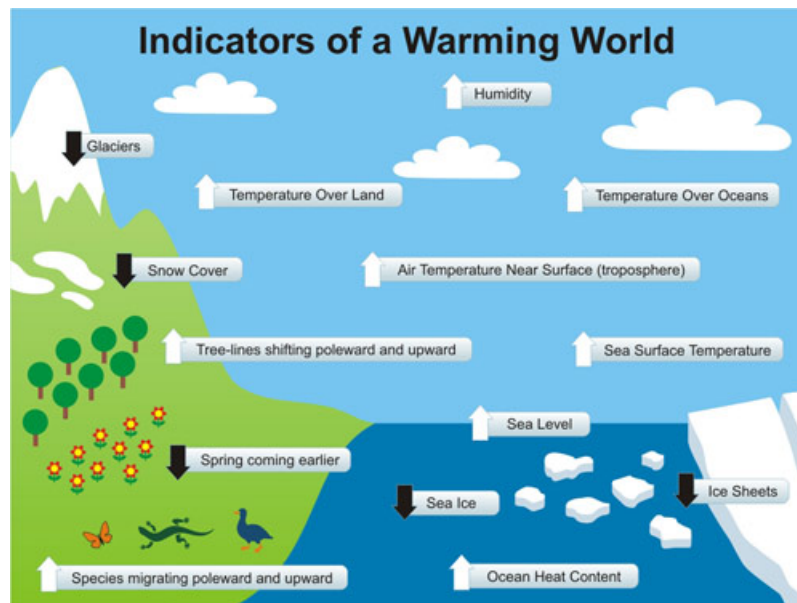 Indicators of a Warming World
Humidity
Glaciers
Temperature Over Land
Temperature Over Oceans
Snow Cover
Air Temperature Near Surface (troposphere)
Tree-lines shifting poleward and upward
Sea Surface Temperature
Sea Level
Spring coming earlier
Sea Ice
Ice Sheets
Species migrating poleward and upward
Ocean Heat Content